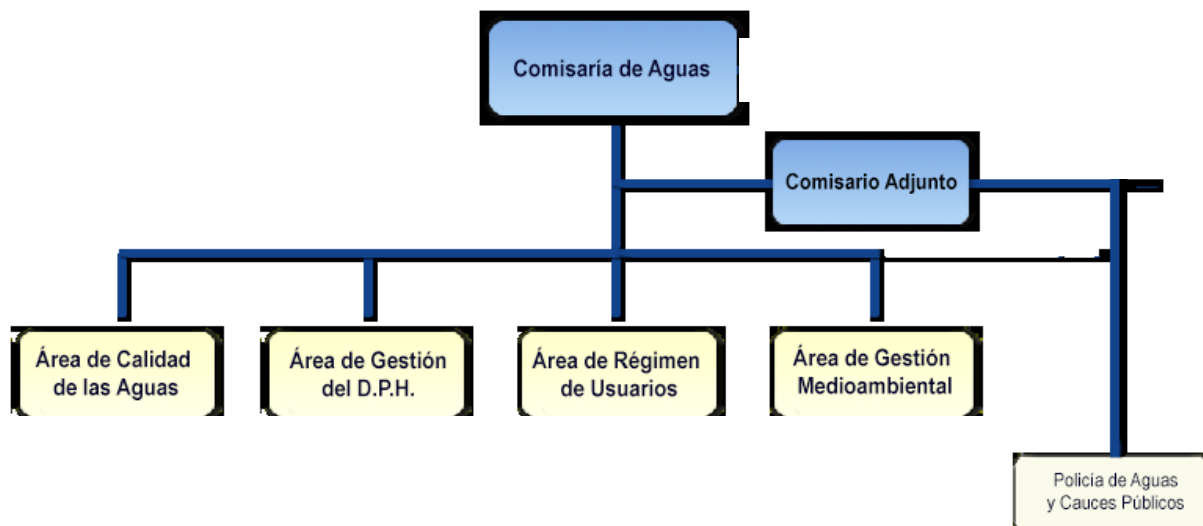 Comisaría de Aguas
Comisario Adjunto
Área de Calidad
de las Aguas
Área de Gestión
del D.P.H.
Área de Régimen
de Usuarios
Área de Gestión
Medioambiental
Policía de Aguas
y Cauces Públicos